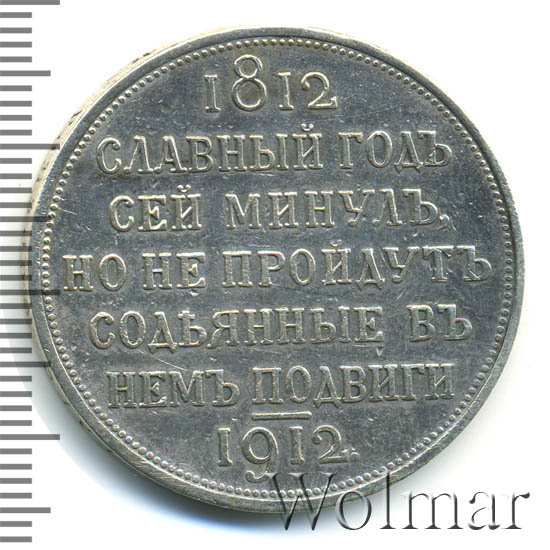 1812
СЛАВНЫЙ ГОДЪ
СЕЙ МИНУЛЪ,
НО НЕ ПРОЙДУТЪ
СОДѢЯННЫЕ ВЪ
НЕМЪ ПОДВИГИ
1912.
Wolmar